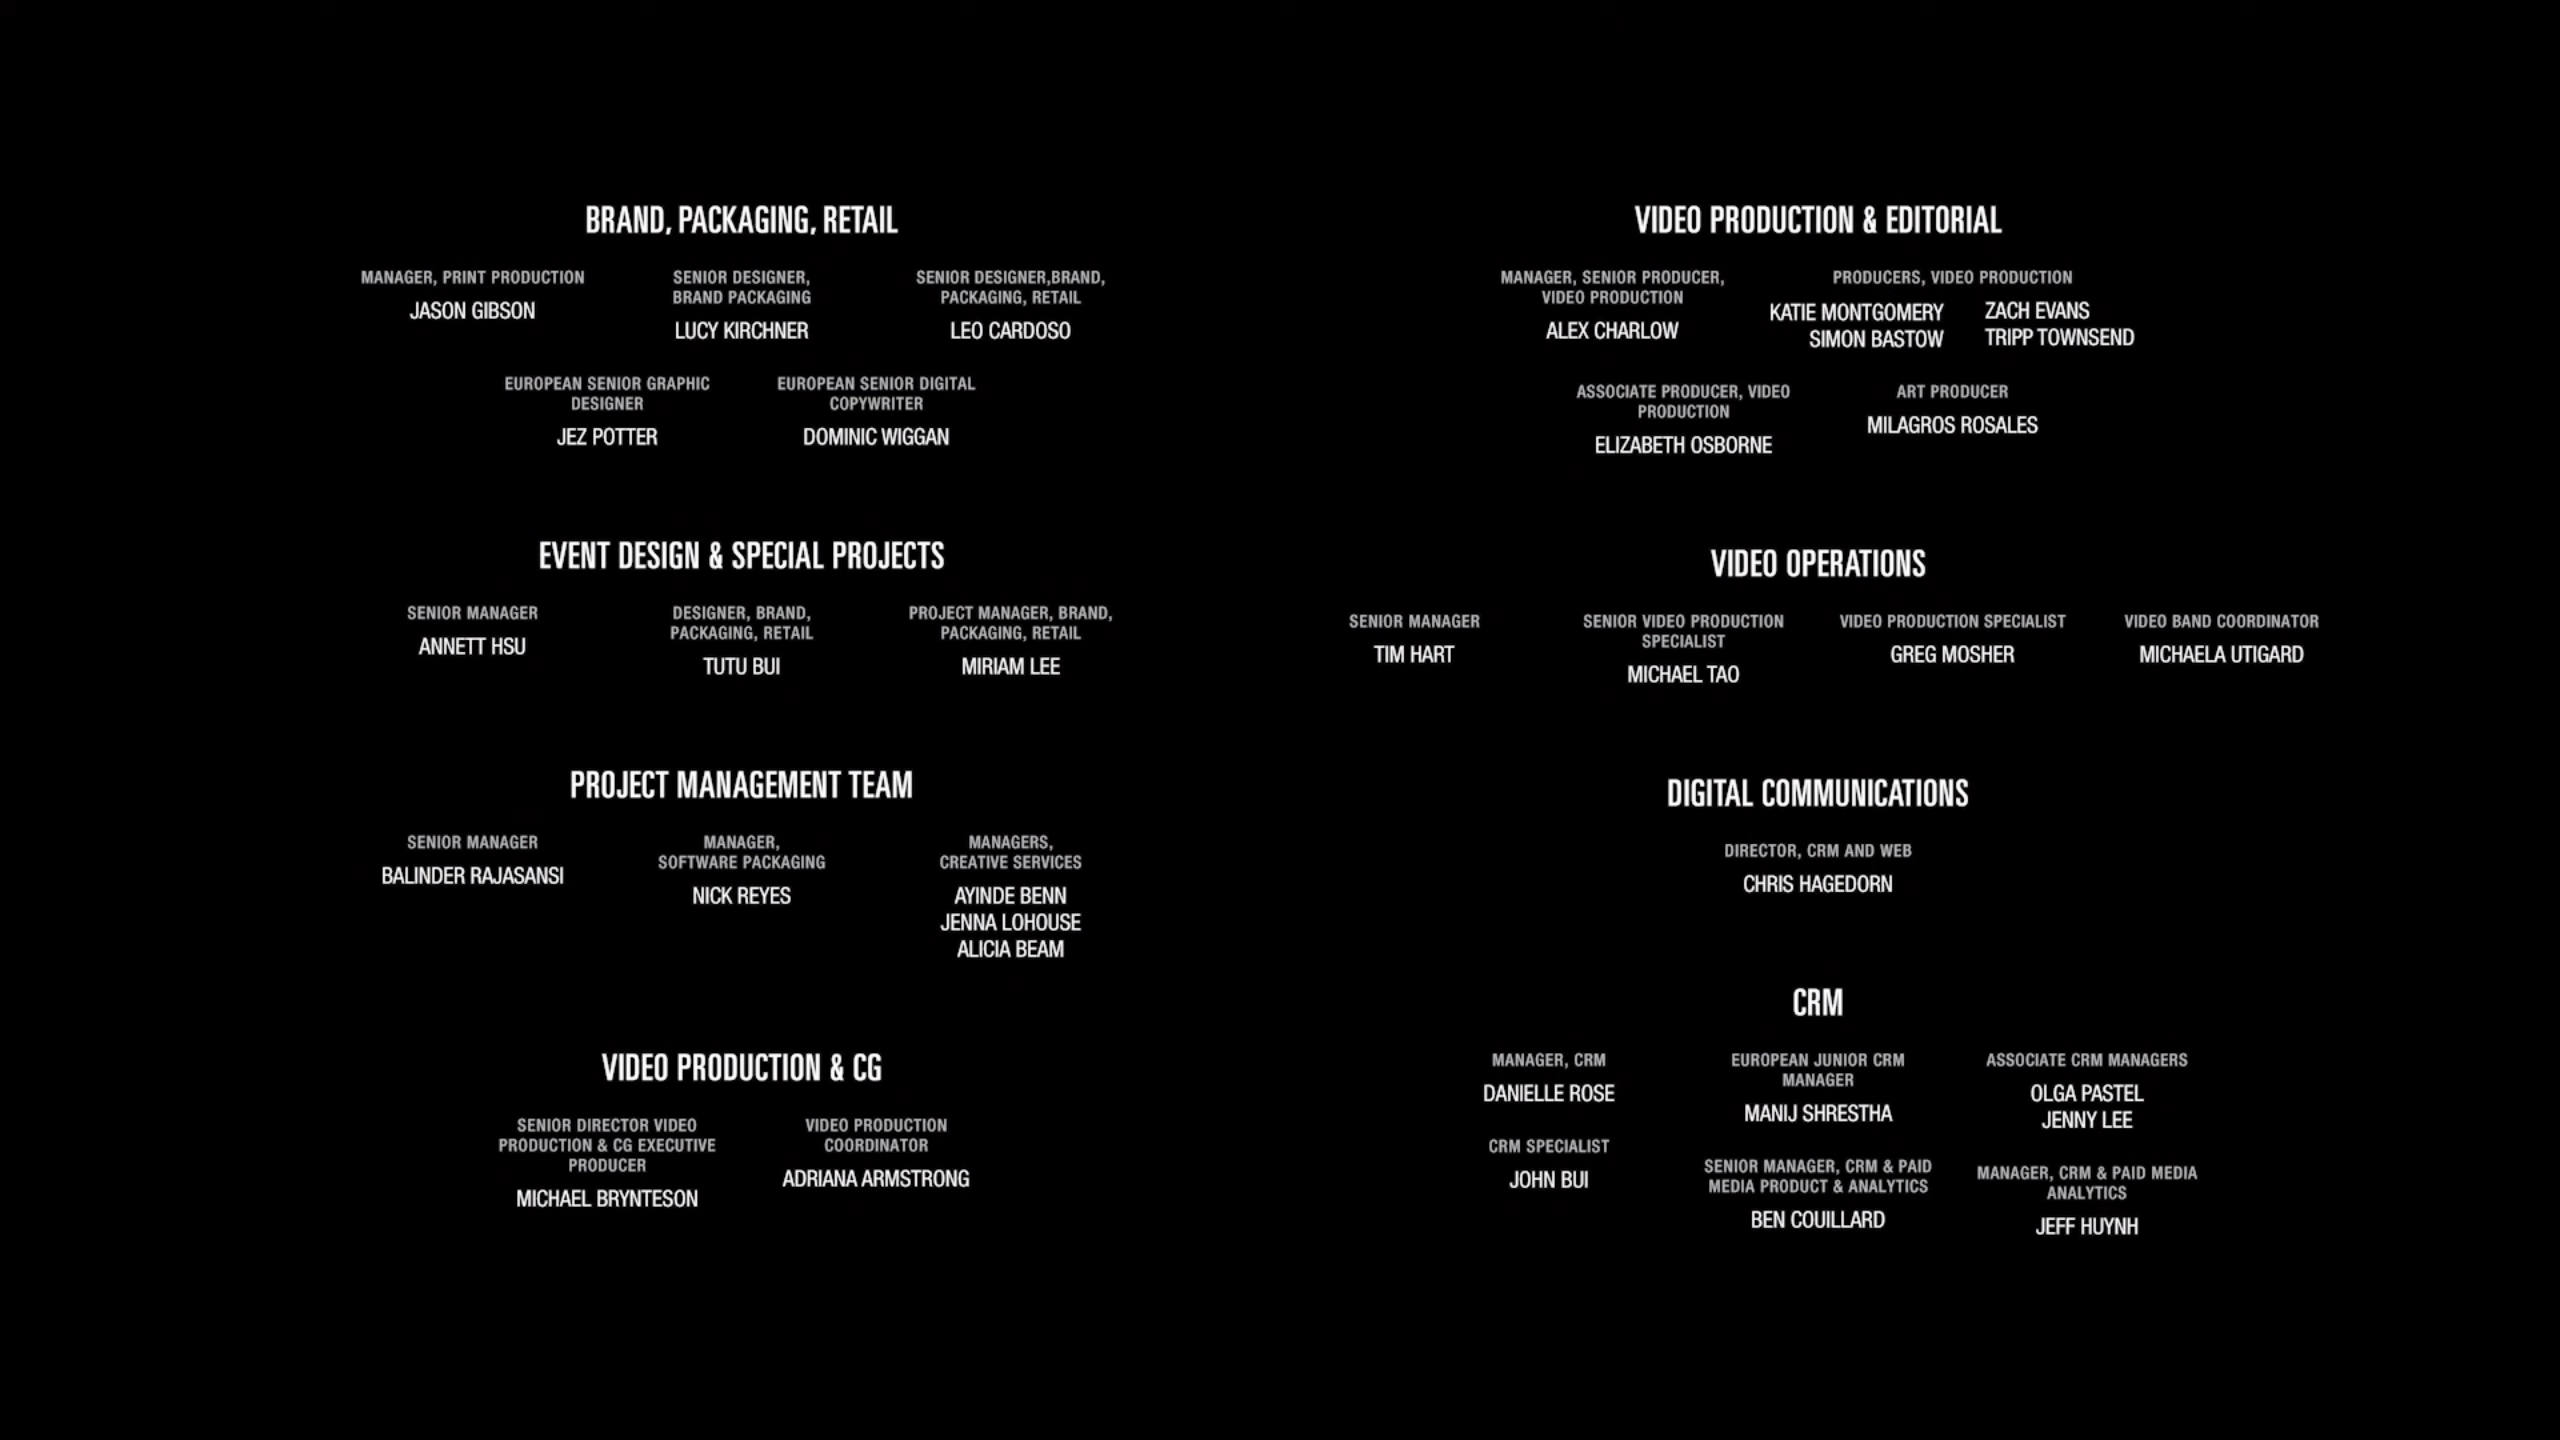 BRAND, PACKAGING, RETAIL
MANAGER, PRINT PRODUCTION
JASON GIBSON
SENIOR DESIGNER,
BRAND PACKAGING
LUCY KIRCHNER
SENIOR DESIGNER,BRAND,
PACKAGING, RETAIL
LEO CARDOSO
EUROPEAN SENIOR GRAPHIC
DESIGNER
JEZ POTTER
EUROPEAN SENIOR DIGITAL
COPYWRITER
DOMINIC WIGGAN
EVENT DESIGN & SPECIAL PROJECTS
SENIOR MANAGER
ANNETT HSU
DESIGNER, BRAND,
PACKAGING, RETAIL
TUTU BUI
PROJECT MANAGER, BRAND,
PACKAGING, RETAIL
MIRIAM LEE
PROJECT MANAGEMENT TEAM
SENIOR MANAGER
BALINDER RAJASANSI
MANAGER,
SOFTWARE PACKAGING
NICK REYES
MANAGERS,
CREATIVE SERVICES
AYINDE BENN
JENNA LOHOUSE
ALICIA BEAM
VIDEO PRODUCTION & CG
SENIOR DIRECTOR VIDEO
PRODUCTION & CG EXECUTIVE
PRODUCER
MICHAEL BRYNTESON
VIDEO PRODUCTION
COORDINATOR
ADRIANA ARMSTRONG
VIDEO PRODUCTION & EDITORIAL
MANAGER, SENIOR PRODUCER,
VIDEO PRODUCTION
ALEX CHARLOW
PRODUCERS, VIDEO PRODUCTION
KATIE MONTGOMERY
SIMON BASTOW
ZACH EVANS
TRIPP TOWNSEND
ASSOCIATE PRODUCER, VIDEO
PRODUCTION
ELIZABETH OSBORNE
ART PRODUCER
MILAGROS ROSALES
VIDEO OPERATIONS
SENIOR MANAGER
TIM HART
SENIOR VIDEO PRODUCTION
SPECIALIST
MICHAEL TAO
VIDEO PRODUCTION SPECIALIST
GREG MOSHER
VIDEO BAND COORDINATOR
MICHAELA UTIGARD
DIGITAL COMMUNICATIONS
DIRECTOR, CRM AND WEB
CHRIS HAGEDORN
CRM
MANAGER, CRM
DANIELLE ROSE
EUROPEAN JUNIOR CRM
MANAGER
MANIJ SHRESTHA
ASSOCIATE CRM MANAGERS
OLGA PASTEL
JENNY LEE
CRM SPECIALIST
JOHN BUI
SENIOR MANAGER, CRM & PAID
MEDIA PRODUCT & ANALYTICS
BEN COUILLARD
MANAGER, CRM & PAID MEDIA
ANALYTICS
JEFF HUYNH